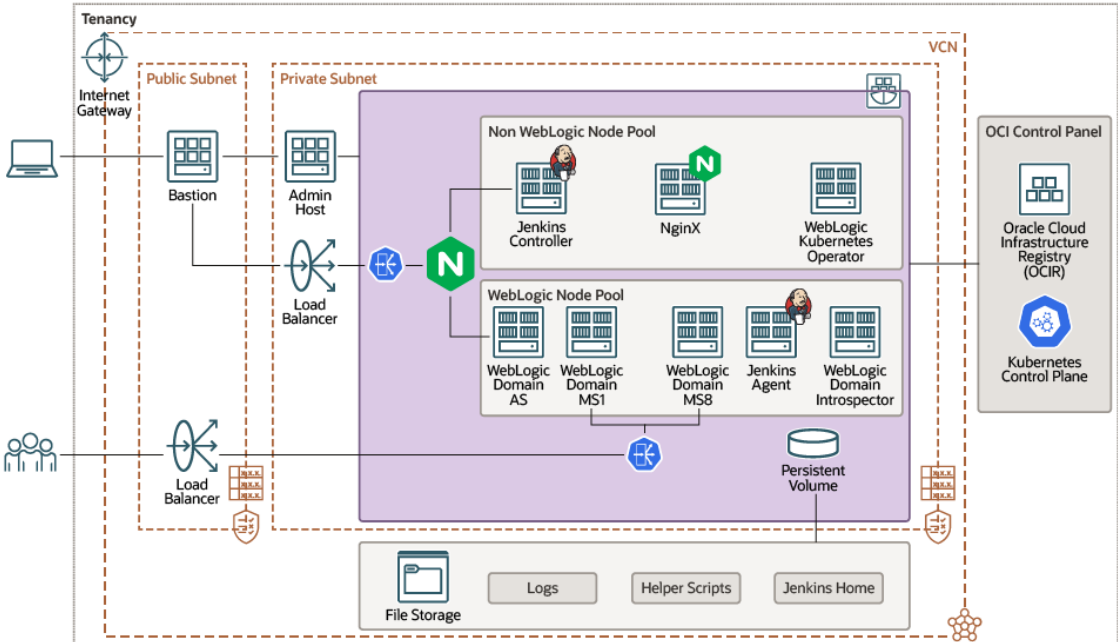 Tenancy
VCN
Internet
Gateway
Public Subnet
Private Subnet
Bastion
Admin
Host
Load
Balancer
N
Non WebLogic Node Pool
Jenkins
Controller
N
NginX
WebLogic
Kubernetes
Operator
WebLogic Node Pool
WebLogic
Domain
AS
WebLogic
Domain
MS1
WebLogic
Domain
MS8
Jenkins
Agent
WebLogic
Domain
Introspector
Load
Balancer
Persistent
Volume
File Storage
Logs
Helper Scripts
Jenkins Home
OCI Control Panel
Oracle Cloud
Infrastructure
Registry
(OCIR)
Kubernetes
Control Plane